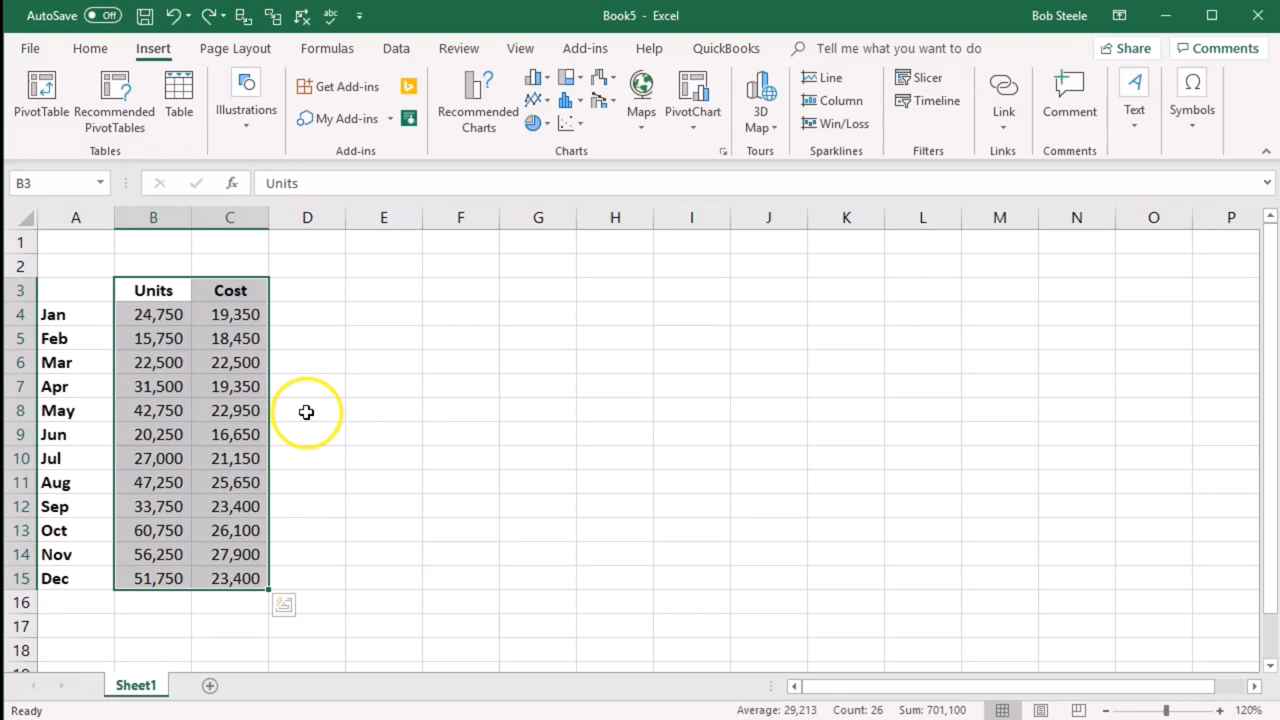 AutoSave Off Book5 - Excel Bob Steele
File Home Insert Page Layout Formulas Data Review View Add-ins Help QuickBooks Tell me what you want to do Share Comments
PivotTable
Recommended
PivotTables
Table
Illustrations
Get Add-ins
My Add-ins
Recommended
Charts
Maps
PivotChart
3D
Map
Line
Column
Win/Loss
Slicer
Timeline
Link
Comment
Text
Symbols
Tables Add-ins Charts Tours Sparklines Filters Links Comments
B3 fx Units
A B C D E F G H I J K L M N O P
1
2
3 Units Cost
4 Jan 24,750 19,350
5 Feb 15,750 18,450
6 Mar 22,500 22,500
7 Apr 31,500 19,350
8 May 42,750 22,950
9 Jun 20,250 16,650
10 Jul 27,000 21,150
11 Aug 47,250 25,650
12 Sep 33,750 23,400
13 Oct 60,750 26,100
14 Nov 56,250 27,900
15 Dec 51,750 23,400
16
17
18
Sheet1
Ready Average: 29,213 Count: 26 Sum: 701,100 120%